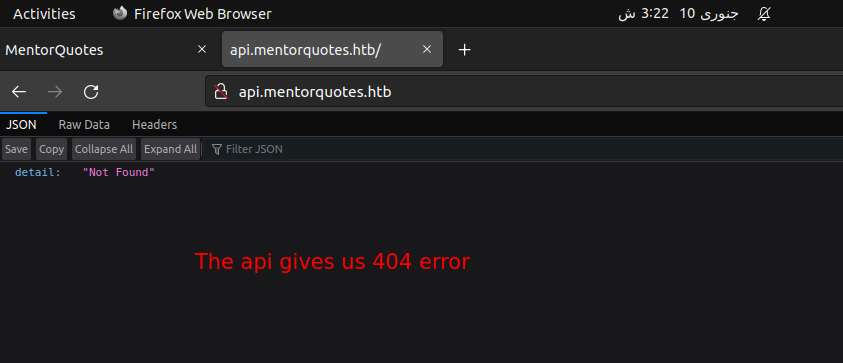 Activities Firefox Web Browser جنوری 10 3:22 ش
MentorQuotes × api.mentorquotes.htb/ × +
api.mentorquotes.htb
JSON Raw Data Headers
Save Copy Collapse All Expand All Filter JSON
detail: "Not Found"
The api gives us 404 error